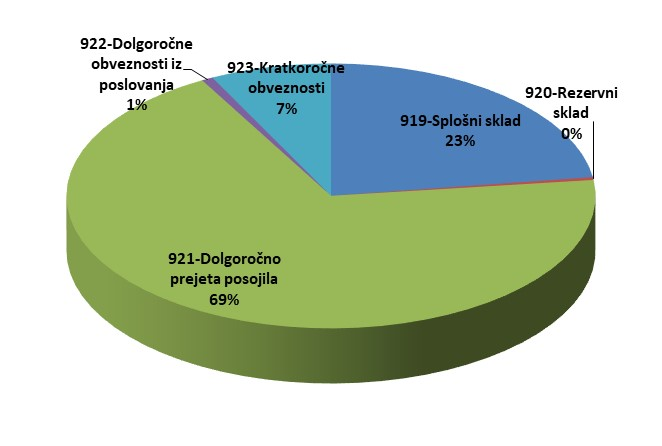 922-Dolgoročne
obveznosti iz
poslovanja
1%
923-Kratkoročne
obveznosti
7%
919-Splošni sklad
23%
920-Rezervni
sklad
0%
921-Dolgoročno
prejeta posojila
69%